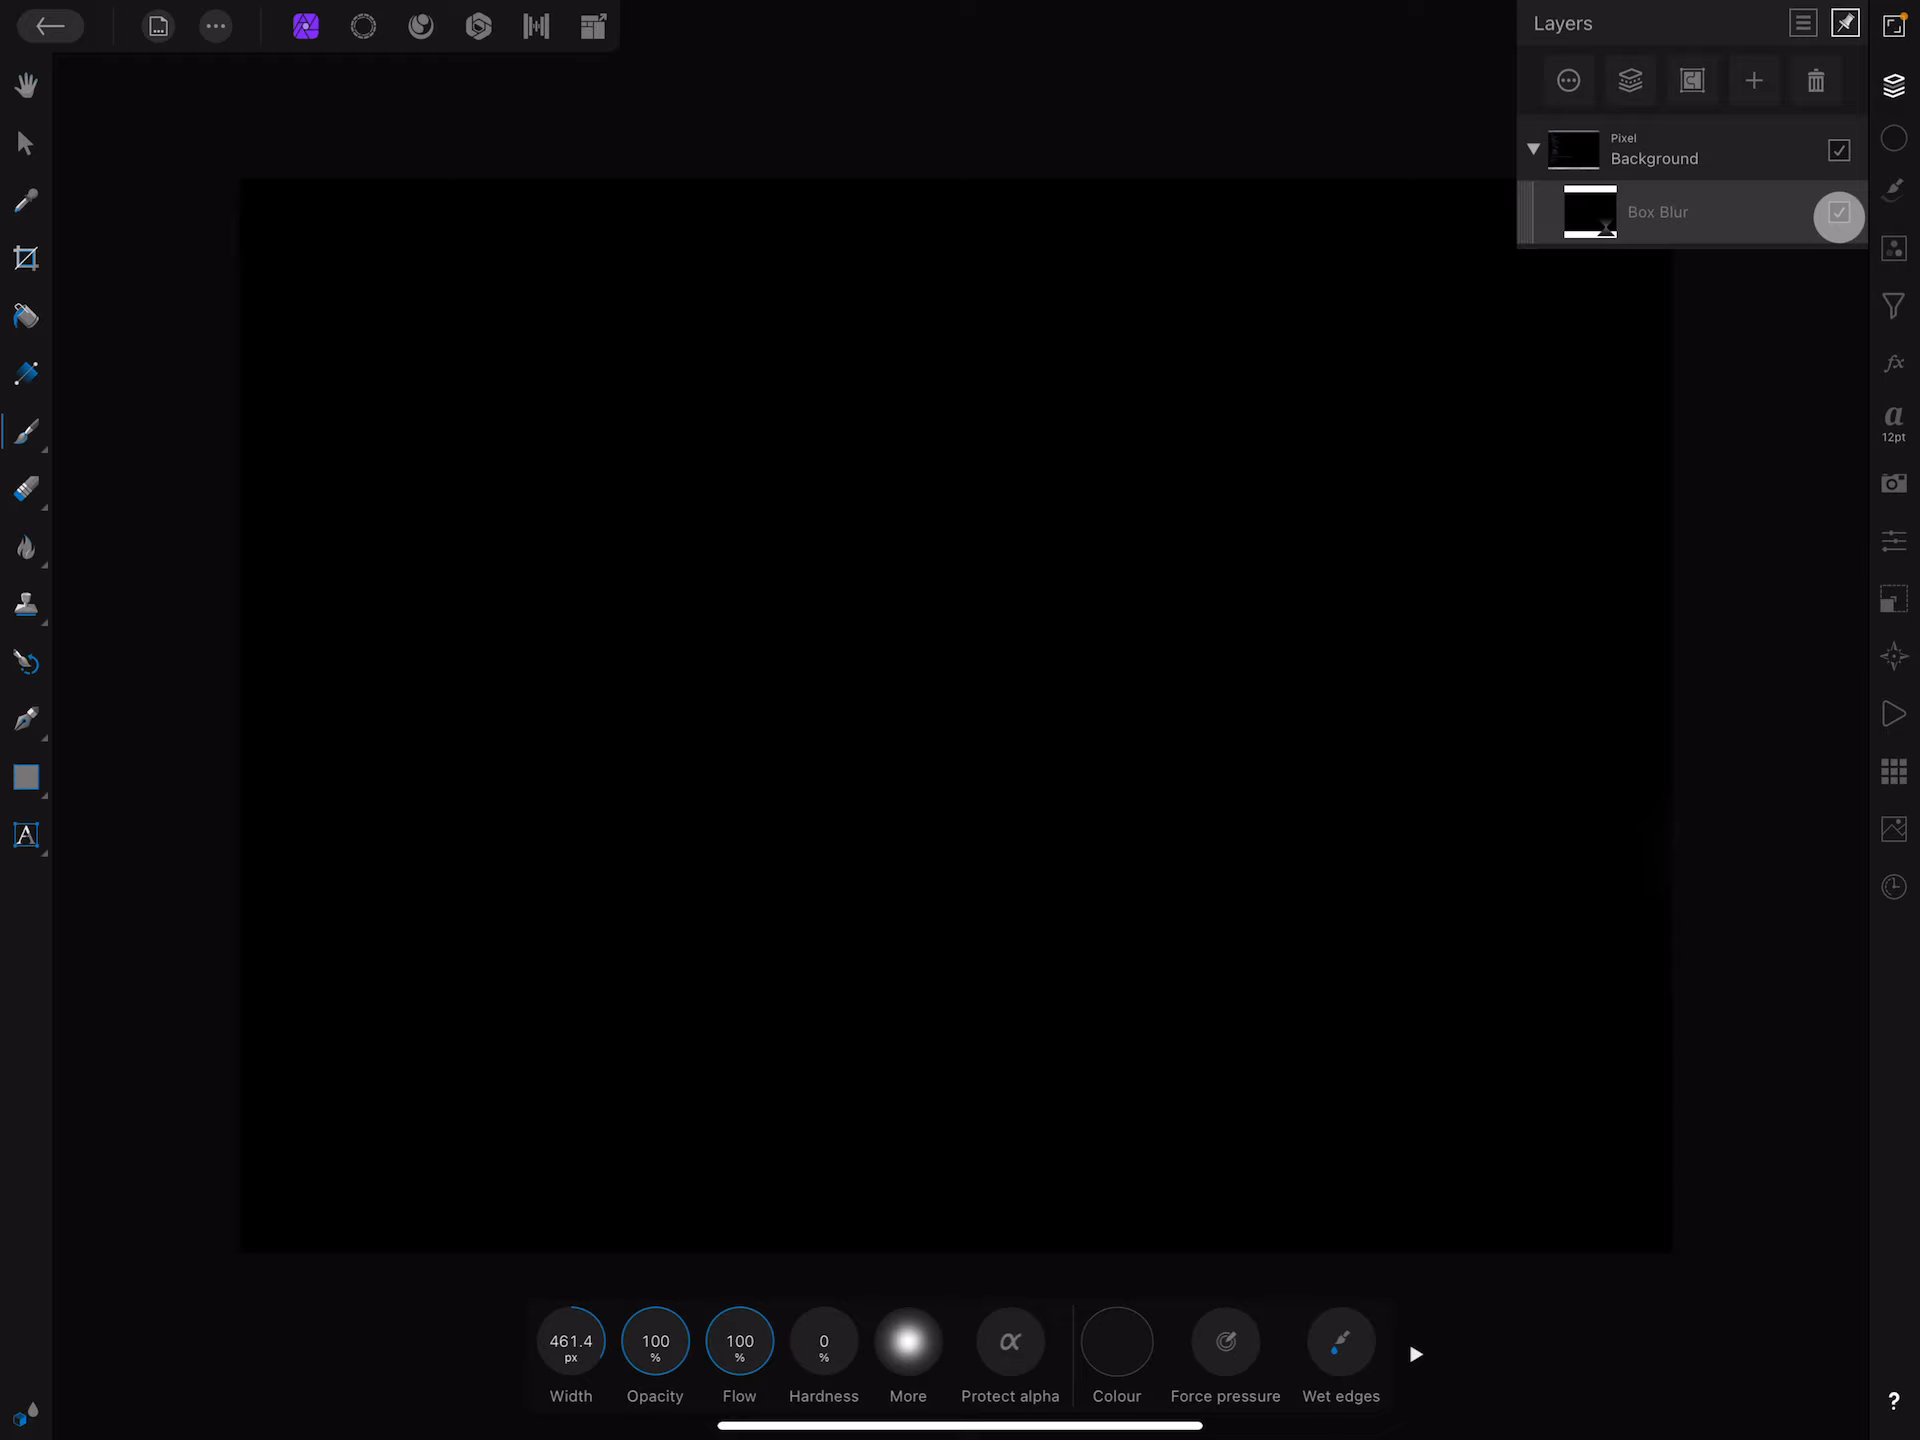 Layers
Pixel
Background
Box Blur
12pt
461.4
px
Width
100
%
Opacity
100
%
Flow
0
%
Hardness
More
α
Protect alpha
Colour
Force pressure
Wet edges
?